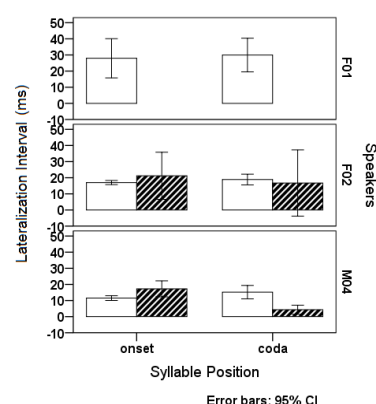 50
40
30
20
10
0
-10
F01
50
40
30
20
10
0
-10
F02
50
40
30
20
10
0
-10
M04
Lateralization Interval (ms)
Speakers
onset coda
Syllable Position
Error bars: 95% CI